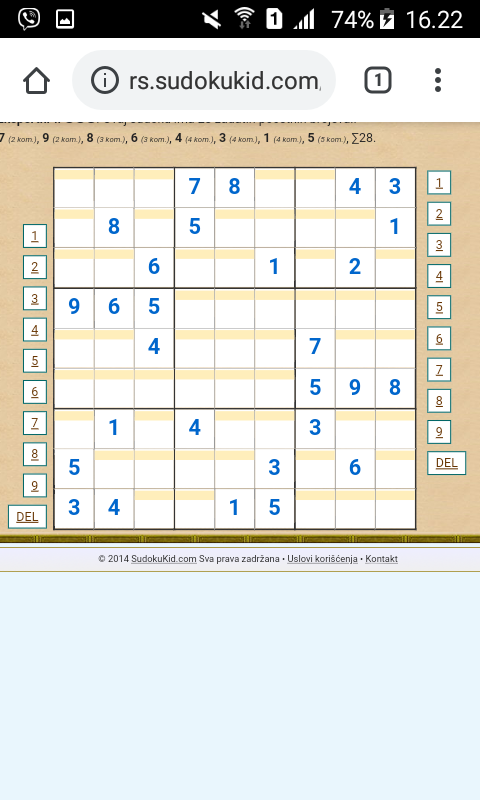 74% 16.22
rs.sudokukid.com
1
7 (2 kom.), 9 (2 kom.), 8 (3 kom.), 6 (3 kom.), 4 (4 kom.), 3 (4 kom.), 1 (4 kom.), 5 (5 kom.), ∑28.
7 8 4 3
8 5 1
6 1 2
9 6 5
4 7
5 9 8
1 4 3
5 3 6
3 4 1 5
1
2
3
4
5
6
7
8
9
DEL
1
2
3
4
5
6
7
8
9
DEL
© 2014 SudokuKid.com Sva prava zadržana • Uslovi korišćenja • Kontakt